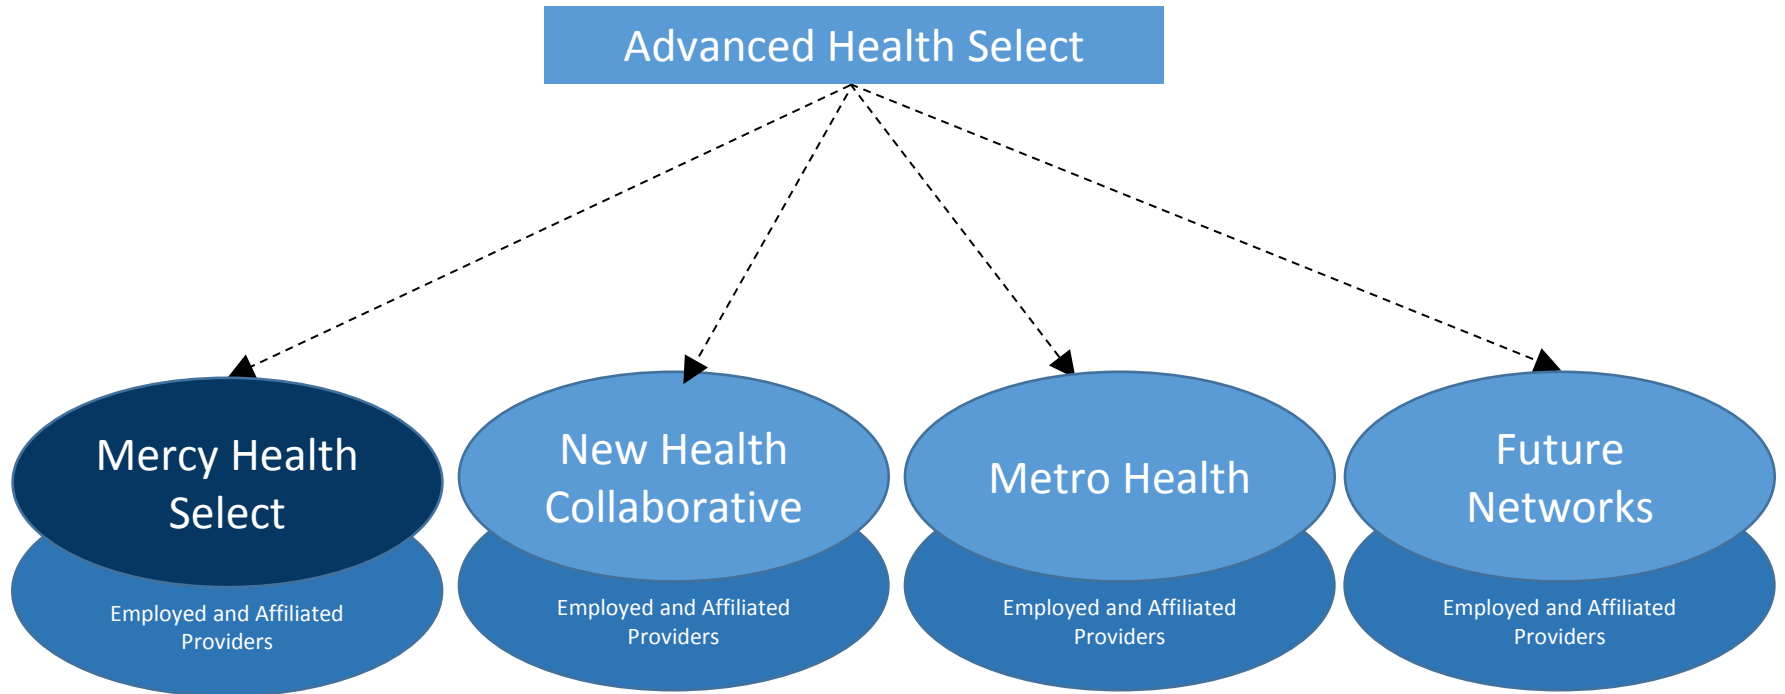 Advanced Health Select
Mercy Health
Select
New Health
Collaborative
Metro Health
Future
Networks
Employed and Affiliated
Providers
Employed and Affiliated
Providers
Employed and Affiliated
Providers
Employed and Affiliated
Providers